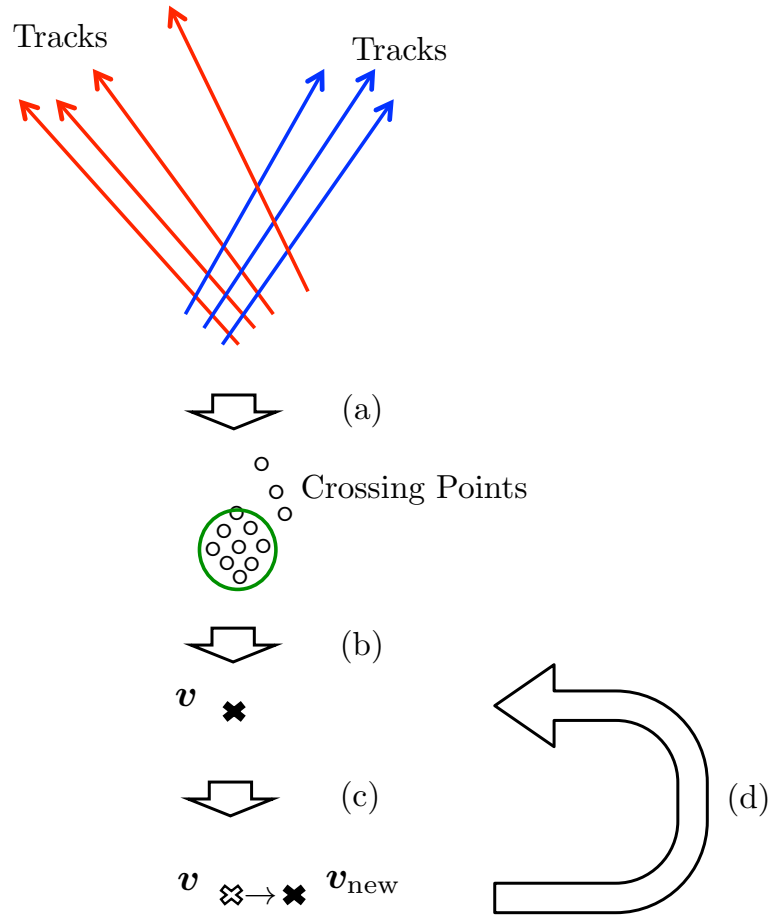 Tracks
Tracks
(a)
Crossing Points
(b)
v
(c)
(d)
v → v_new